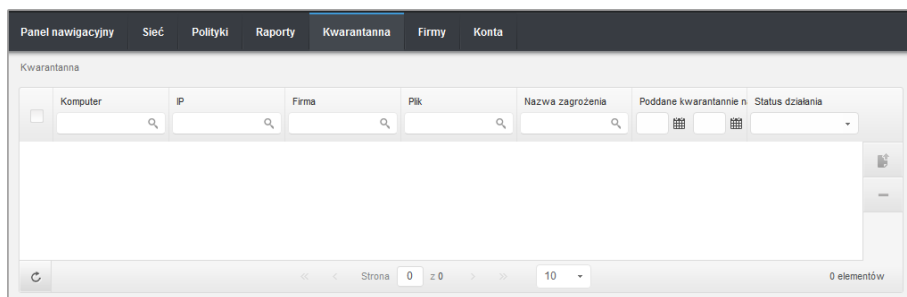 Panel nawigacyjny Sieć Polityki Raporty Kwarantanna Firmy Konta
Kwarantanna
Komputer IP Firma Plik Nazwa zagrożenia Poddane kwarantannie n Status działania
Strona 0 z 0 10 0 elementów